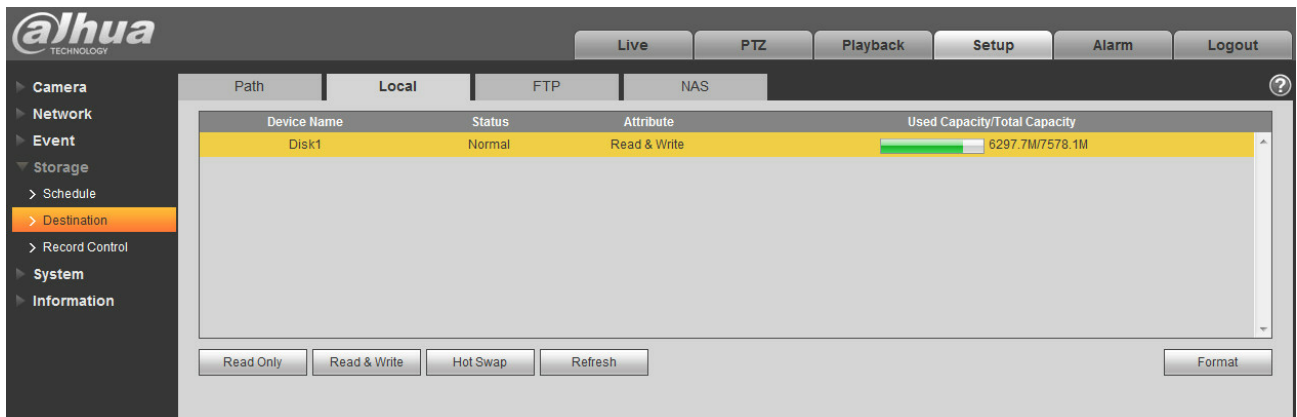 alhua
TECHNOLOGY
Live PTZ Playback Setup Alarm Logout
Camera
Network
Event
Storage
Schedule
Destination
Record Control
System
Information
Path Local FTP NAS
?
Device Name Status Attribute Used Capacity/Total Capacity
Disk1 Normal Read & Write 6297.7M/7578.1M
Read Only Read & Write Hot Swap Refresh Format